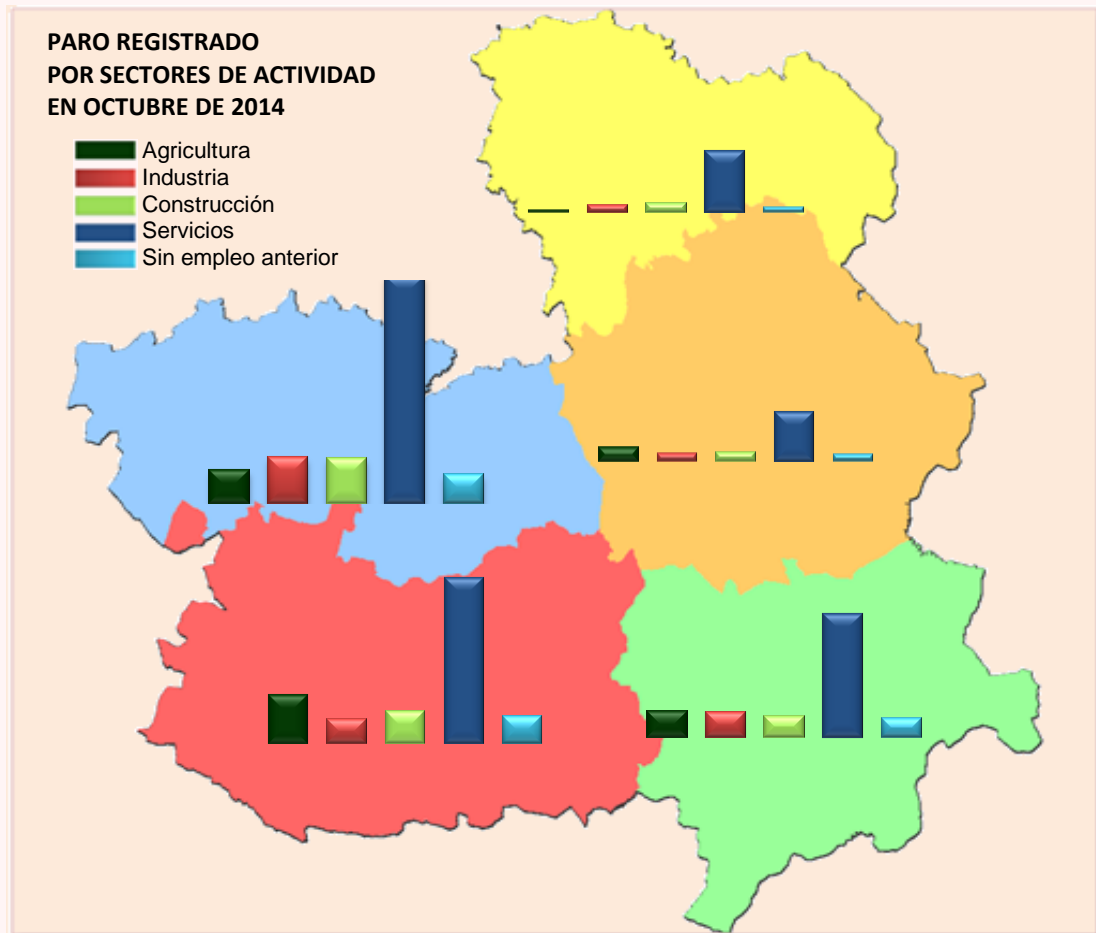 PARO REGISTRADO
POR SECTORES DE ACTIVIDAD
EN OCTUBRE DE 2014
Agricultura
Industria
Construcción
Servicios
Sin empleo anterior